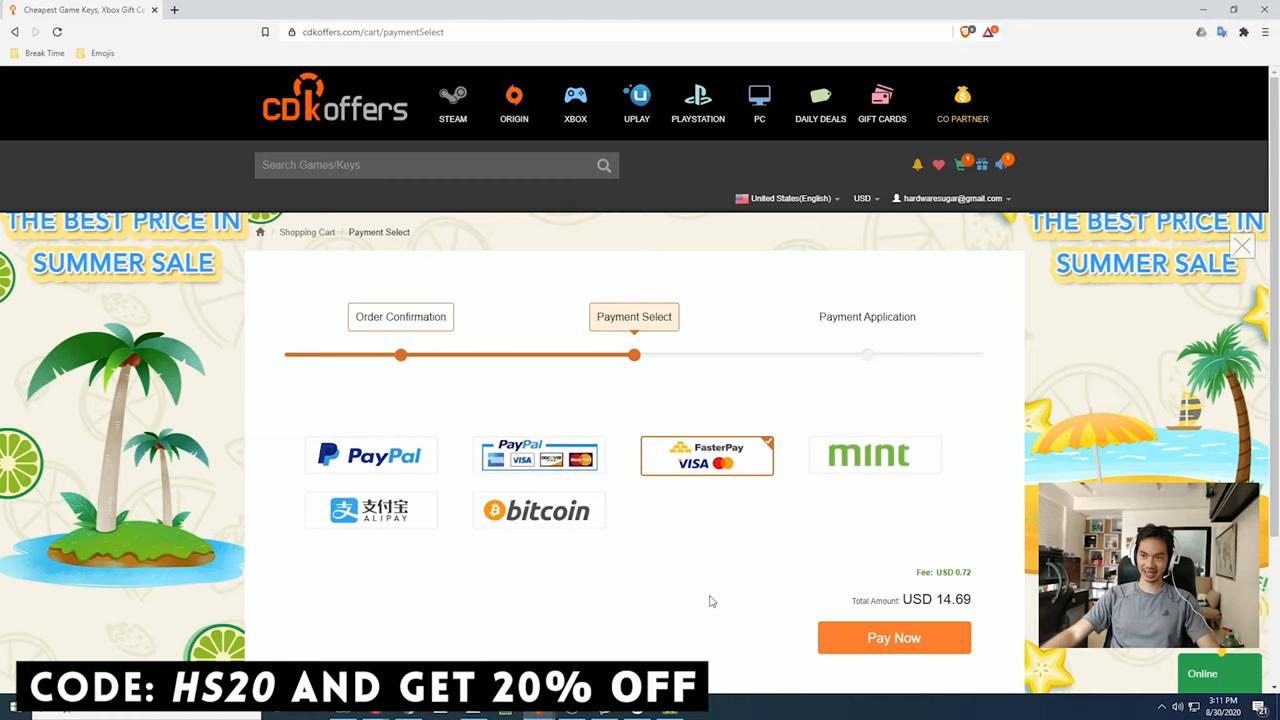 Cheapest Game Keys, Xbox Gift C
cdkoffers.com/cart/paymentSelect
Break Time
Emojis
cdkoffers
STEAM
ORIGIN
XBOX
UPLAY
PLAYSTATION
PC
DAILY DEALS
GIFT CARDS
CO PARTNER
Search Games/Keys
1
1
United States(English)
USD
hardwaresugar@gmail.com
THE BEST PRICE IN
SUMMER SALE
THE BEST PRICE IN
SUMMER SALE
Shopping Cart
Payment Select
Order Confirmation
Payment Select
Payment Application
PayPal
PayPal
VISA
DISCOVER
FasterPay
VISA
mint
支付宝
ALIPAY
bitcoin
Fee: USD 0.72
Total Amount: USD 14.69
Pay Now
Online
CODE: HS20 AND GET 20% OFF
3:11 PM
8/30/2020
21